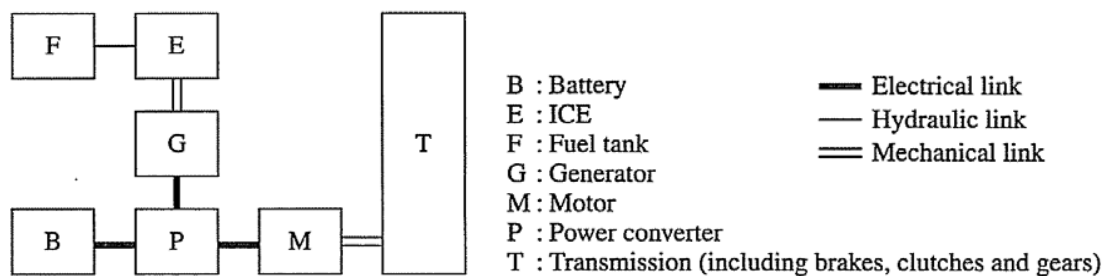 F
E
G
B
P
M
T
B : Battery
E : ICE
F : Fuel tank
G : Generator
M : Motor
P : Power converter
T : Transmission (including brakes, clutches and gears)
Electrical link
Hydraulic link
Mechanical link